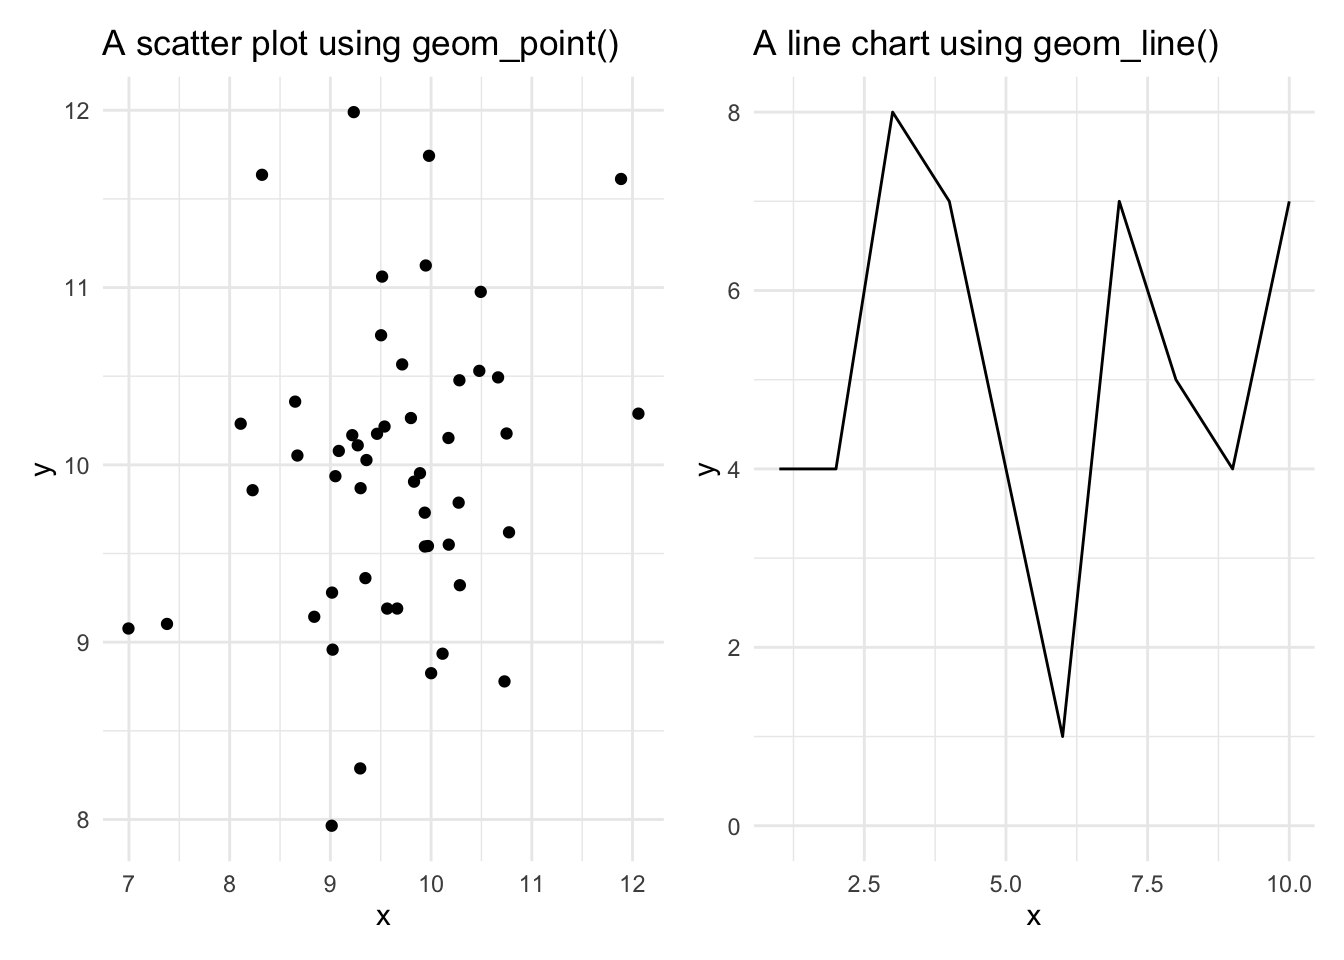 A scatter plot using geom_point()
12
11
10
9
8
y
7 8 9 10 11 12
x
A line chart using geom_line()
8
6
4
2
0
y
2.5 5.0 7.5 10.0
x